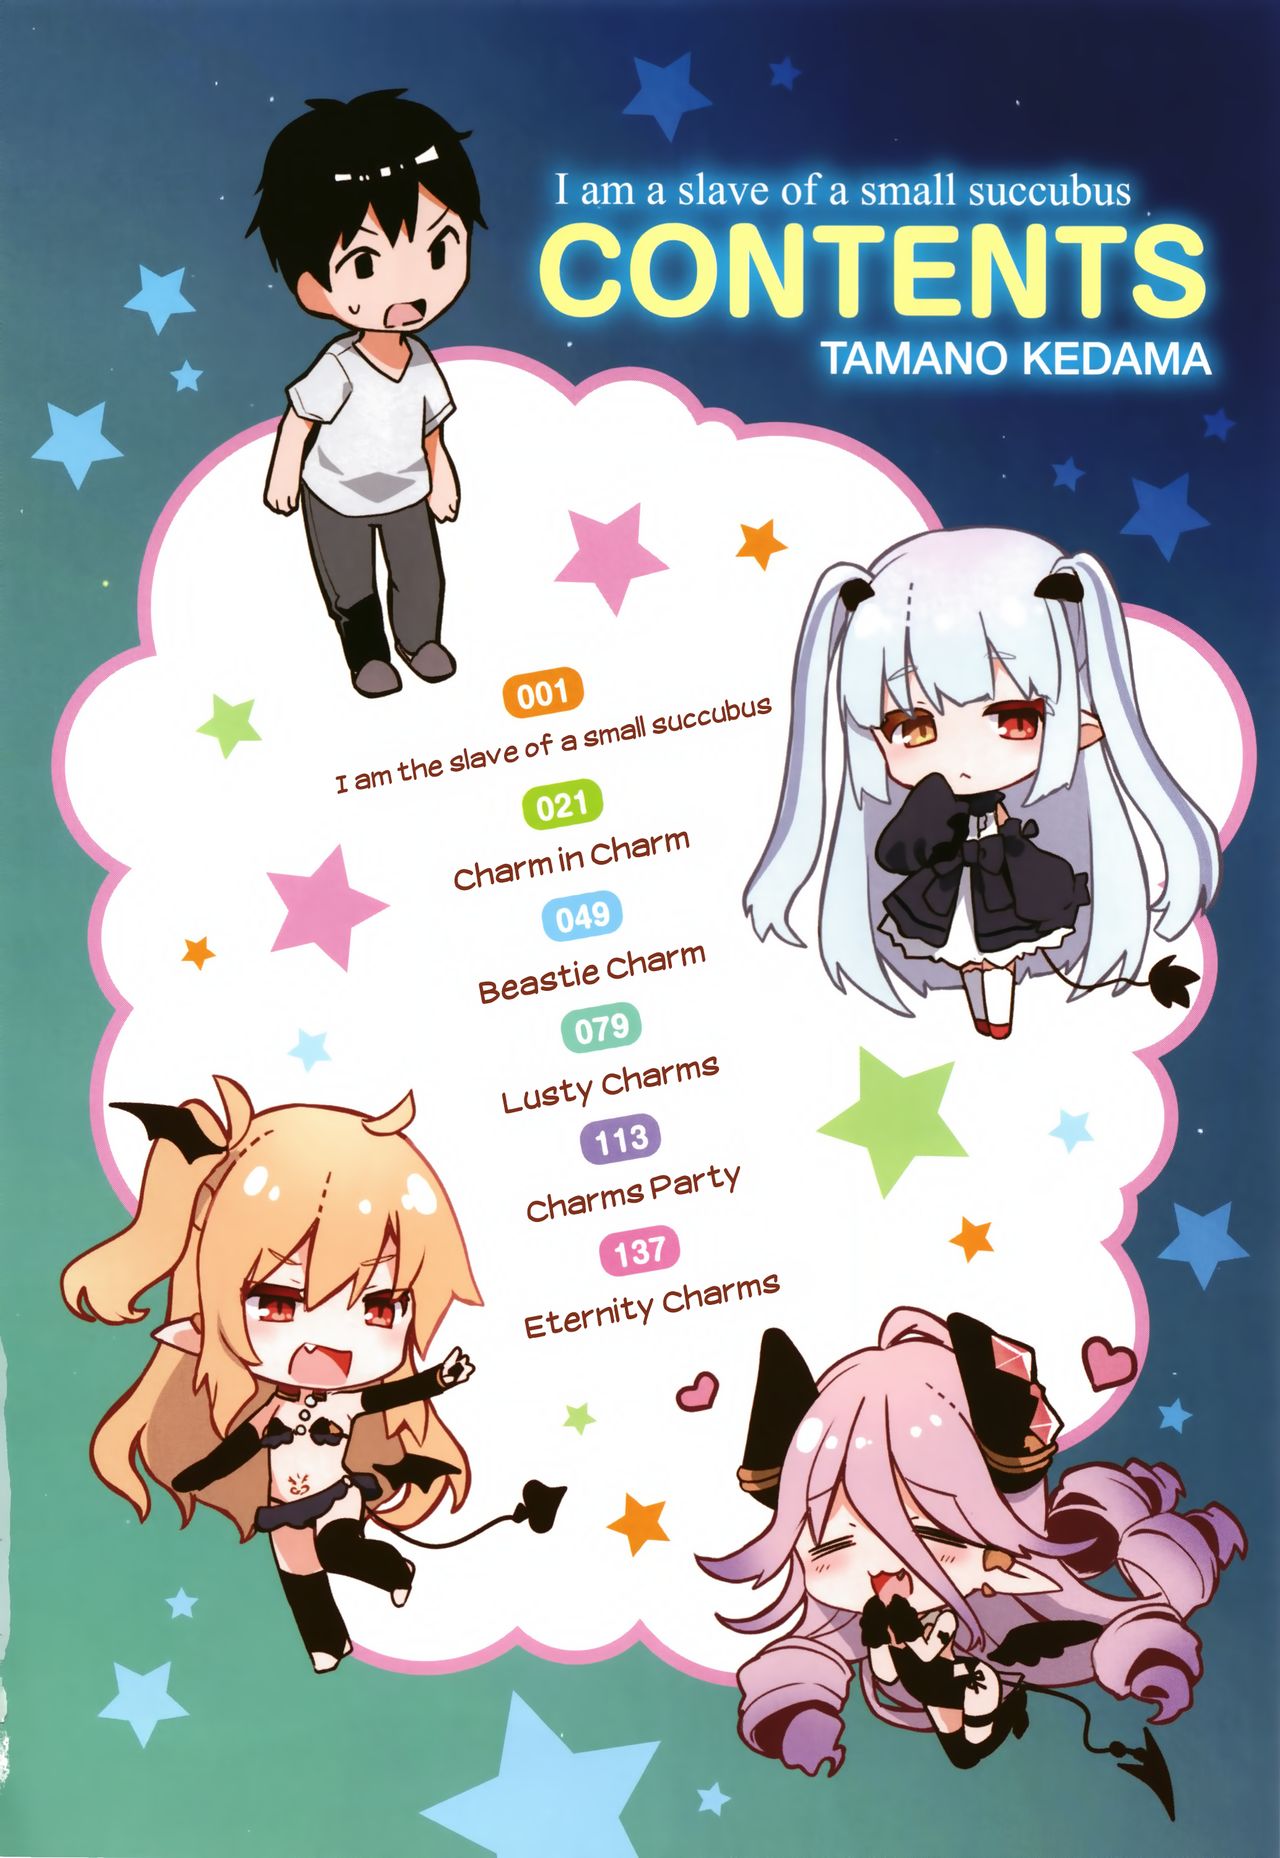 I am a slave of a small succubus
CONTENTS
TAMANO KEDAMA
001
I am the slave of a small succubus
021
Charm in Charm
049
Beastie Charm
079
Lusty Charms
113
Charms Party
137
Eternity Charms